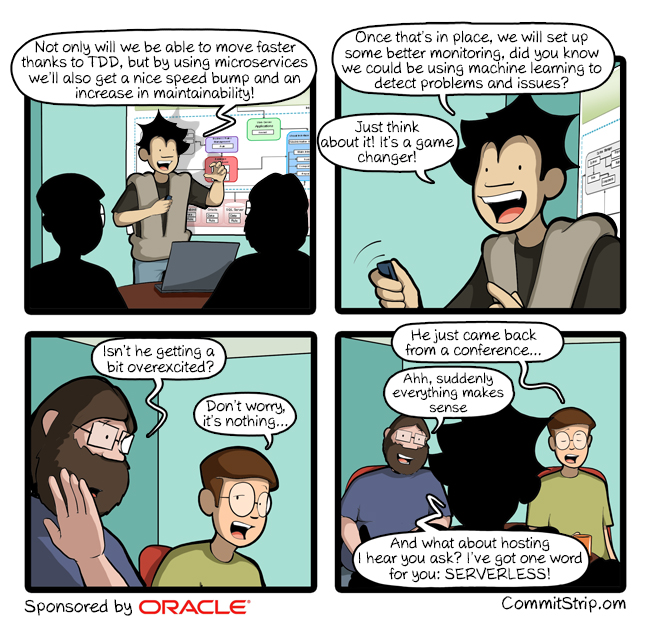 Not only will we be able to move faster
thanks to TDD, but by using microservices
we'll also get a nice speed bump and an
increase in maintainability!
Once that's in place, we will set up
some better monitoring, did you know
we could be using machine learning to
detect problems and issues?
Just think
about it! it's a game
changer!
Isn't he getting a
bit overexcited?
Don't worry,
it's nothing...
He just came back
from a conference...
Ahh, suddenly
everything makes
sense
And what about hosting
I hear you ask? I've got one word
for you: SERVERLESS!
Sponsored by ORACLE®
CommitStrip.om